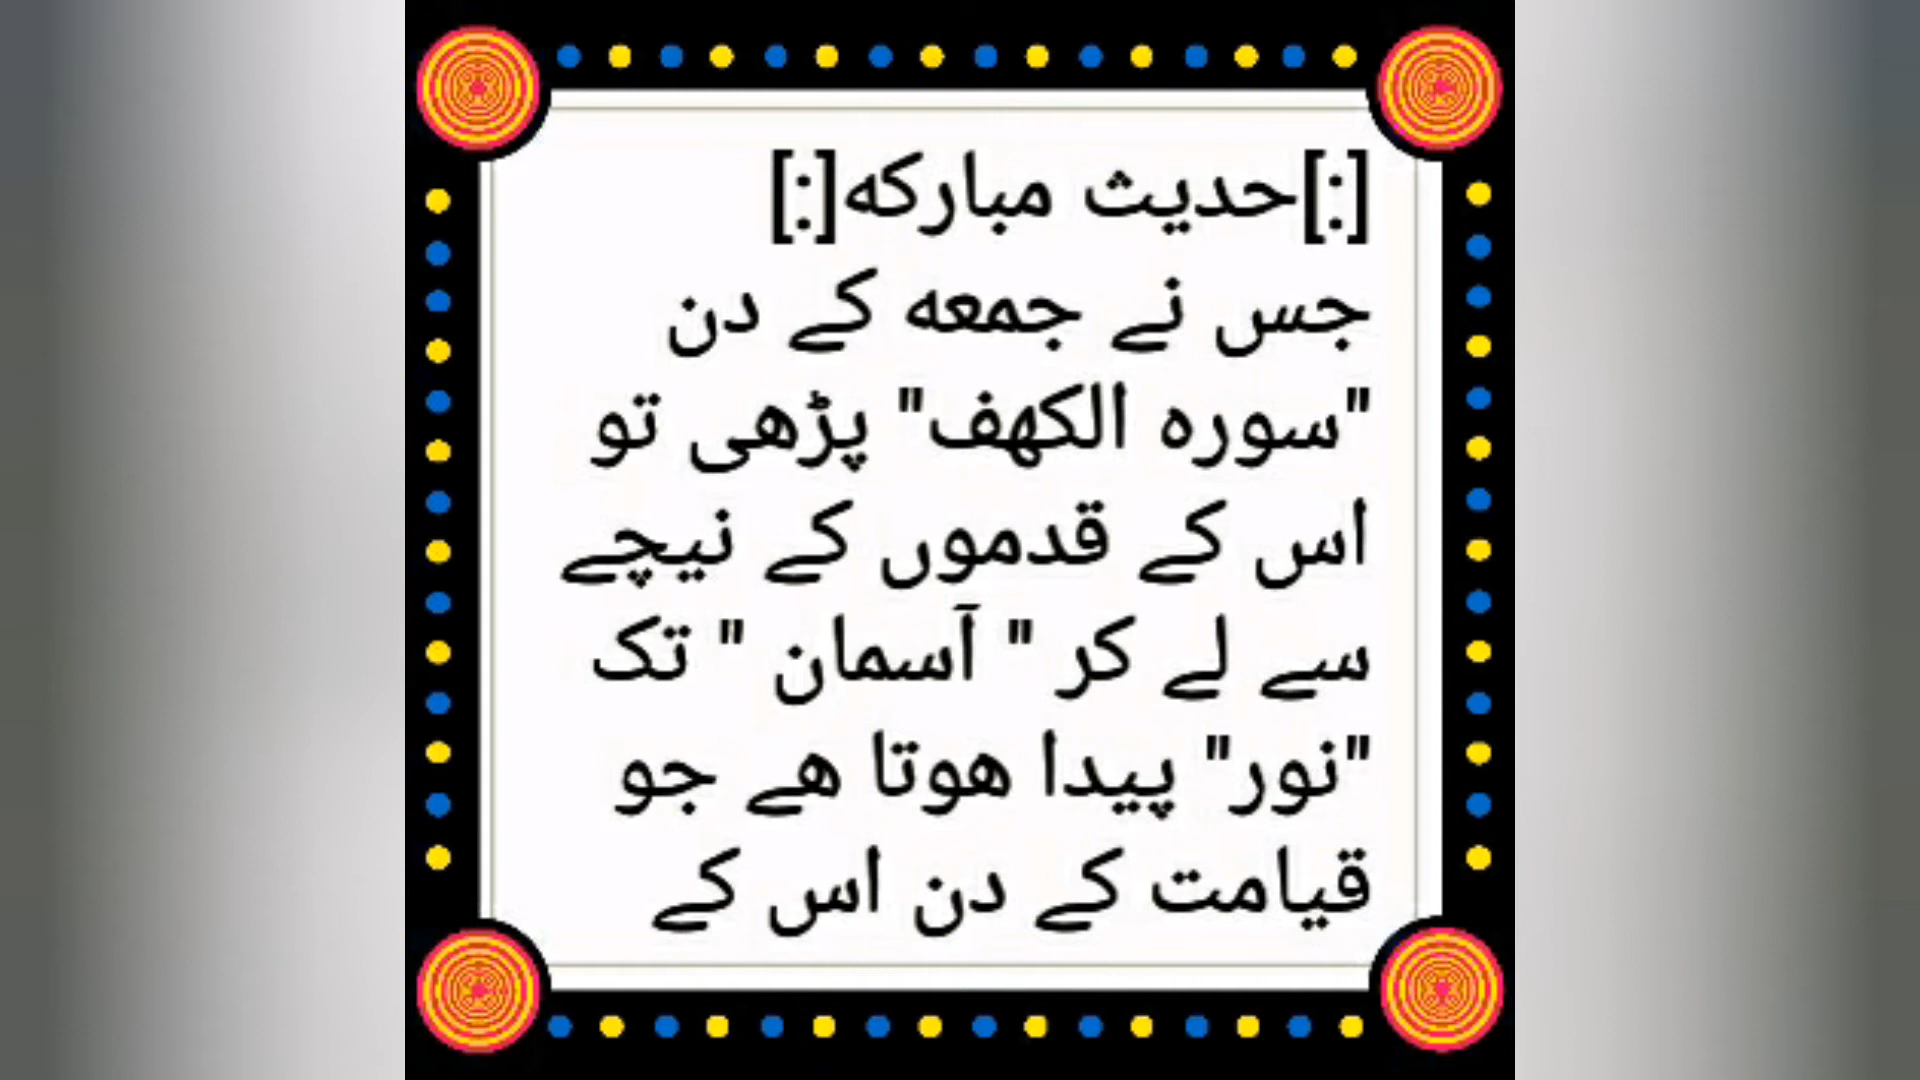 [:]حدیث مبارکه[:]
جس نے جمعه کے دن
"سوره الکهف" پڑهی تو
اس کے قدموں کے نیچے
سے لے کر " آسمان " تک
"نور" پیدا هوتا هے جو
قیامت کے دن اس کے